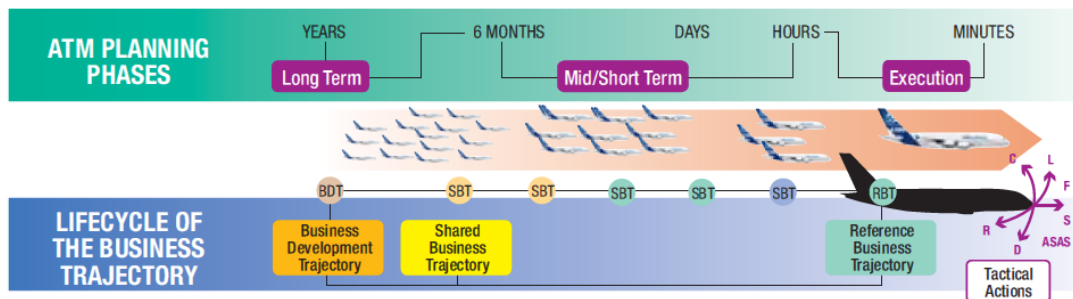 ATM PLANNING
PHASES
YEARS
6 MONTHS
DAYS
HOURS
MINUTES
Long Term
Mid/Short Term
Execution
BDT
SBT
SBT
SBT
SBT
SBT
RBT
C
L
F
S
R
D
ASAS
LIFECYCLE OF
THE BUSINESS
TRAJECTORY
Business
Development
Trajectory
Shared
Business
Trajectory
Reference
Business
Trajectory
Tactical
Actions